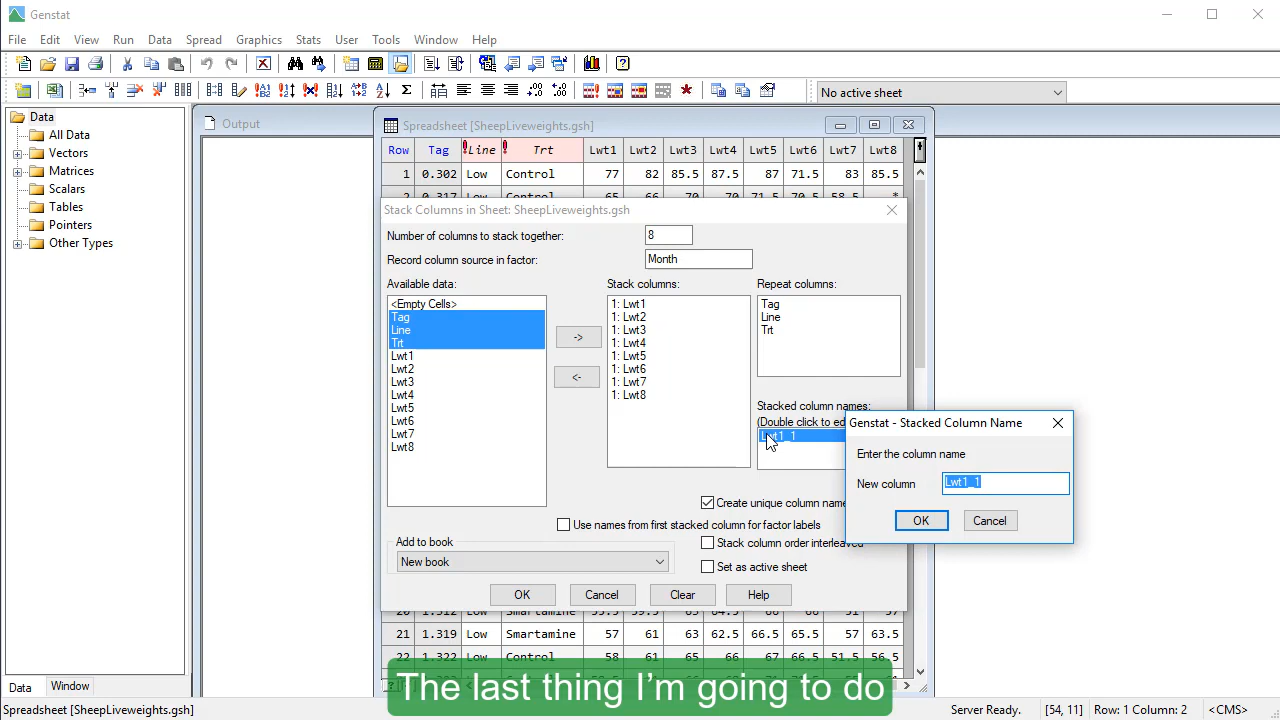 Genstat
File Edit View Run Data Spread Graphics Stats User Tools Window Help
No active sheet
Data
All Data
Vectors
Matrices
Scalars
Tables
Pointers
Other Types
Output
Spreadsheet [SheepLiveweights.gsh]
Row Tag Line Trt Lwt1 Lwt2 Lwt3 Lwt4 Lwt5 Lwt6 Lwt7 Lwt8
1 0.302 Low Control 77 82 85.5 87.5 87 71.5 83 85.5
Stack Columns in Sheet: SheepLiveweights.gsh
Number of columns to stack together: 8
Record column source in factor: Month
Available data:
<Empty Cells>
Tag
Line
Trt
Lwt1
Lwt2
Lwt3
Lwt4
Lwt5
Lwt6
Lwt7
Lwt8
->
<-
Stack columns:
1: Lwt1
1: Lwt2
1: Lwt3
1: Lwt4
1: Lwt5
1: Lwt6
1: Lwt7
1: Lwt8
Repeat columns:
Tag
Line
Trt
Stacked column names:
(Double click to ed
Lwt1_1
Genstat - Stacked Column Name
Enter the column name
New column Lwt1_1
OK Cancel
Create unique column name
Use names from first stacked column for factor labels
Add to book
New book
Stack column order interleaved
Set as active sheet
OK Cancel Clear Help
21 1.319 Low Smartamine 57 61 63 62.5 66.5 65.5 57 63.5
22 1.322 Low Control 58 61 65 66 67 66.5 51.5 56.5
The last thing I'm going to do
Data Window
Spreadsheet [SheepLiveweights.gsh] Server Ready. [54, 11] Row: 1 Column: 2 <CMS>